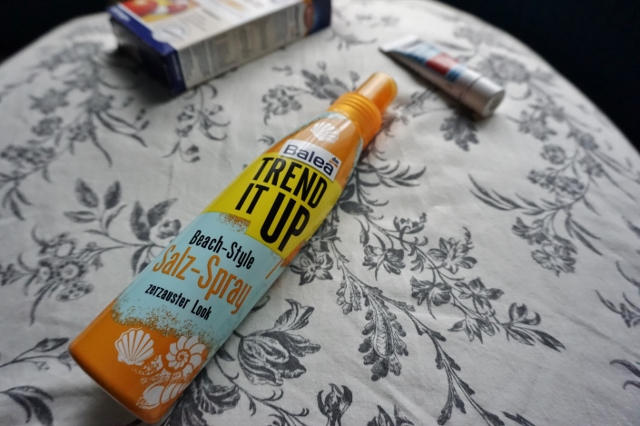 Balea
TREND
IT UP
Beach-Style
Salz-Spray
zerzauster Look